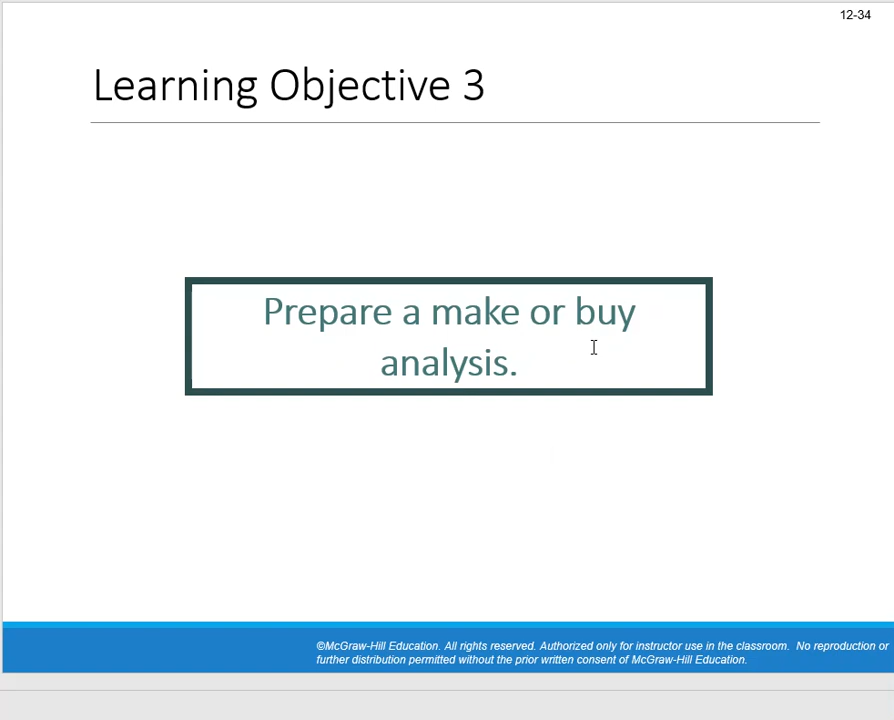 12-34
Learning Objective 3
Prepare a make or buy
analysis.
©McGraw-Hill Education. All rights reserved. Authorized only for instructor use in the classroom. No reproduction or
further distribution permitted without the prior written consent of McGraw-Hill Education.